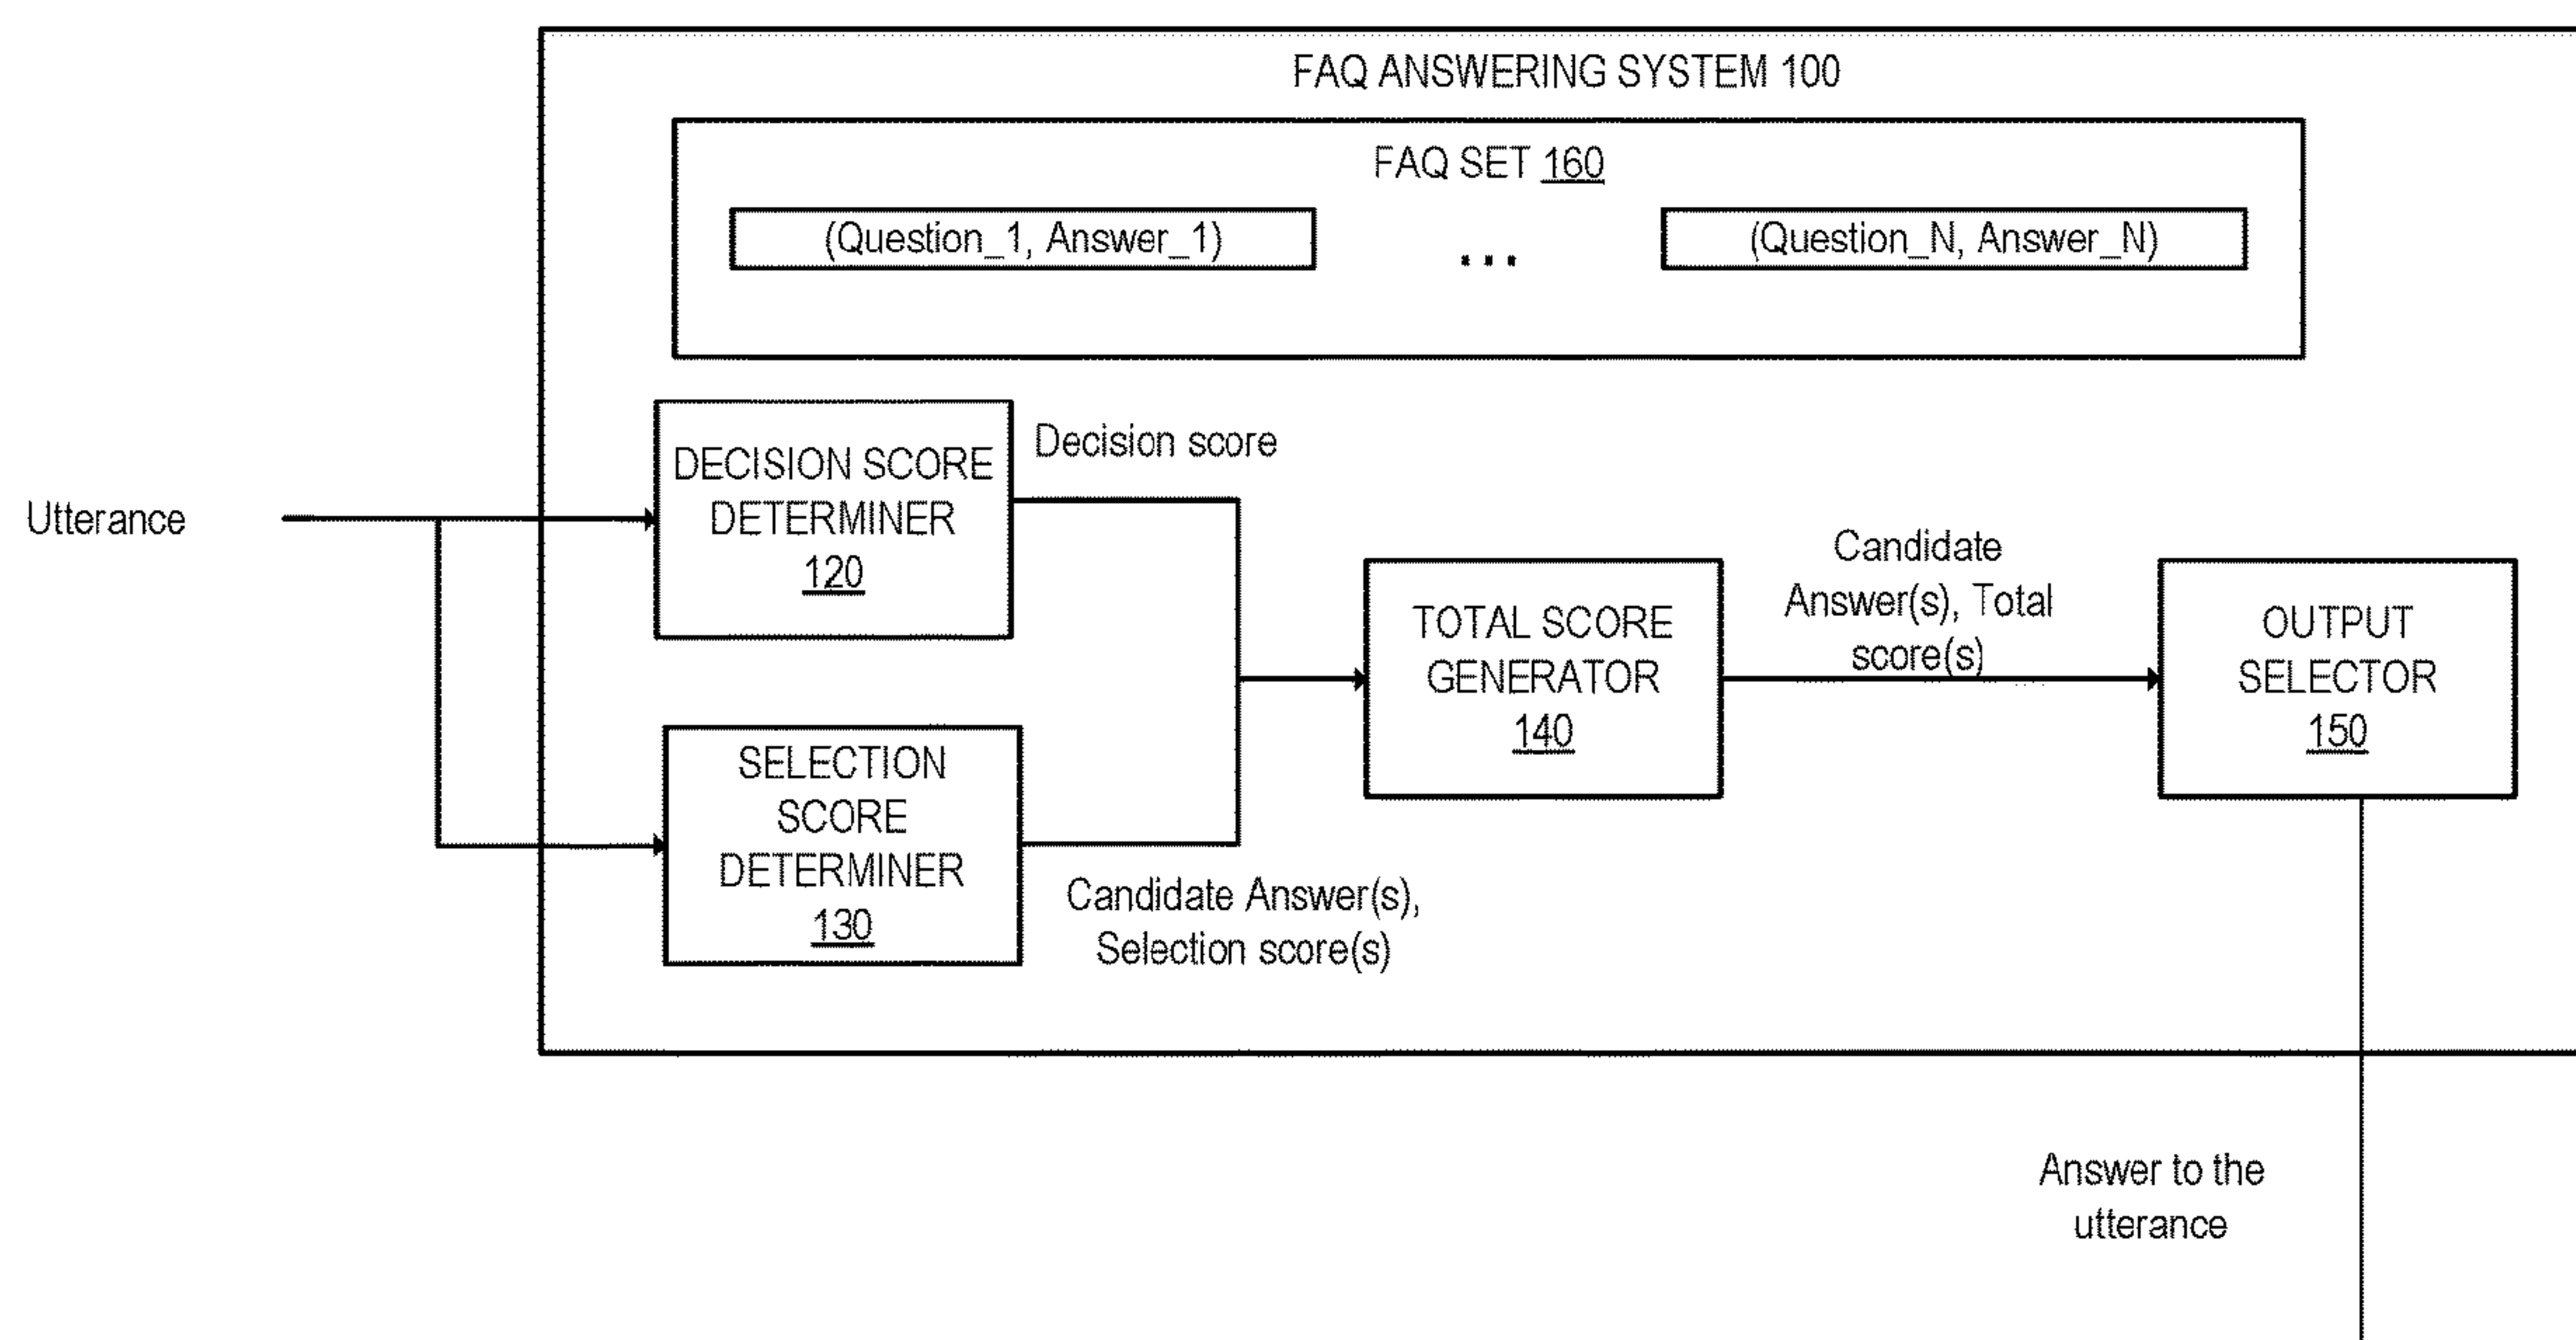 FAQ ANSWERING SYSTEM 100
FAQ SET 160
(Question_1, Answer_1)
...
(Question_N, Answer_N)
Utterance
DECISION SCORE
DETERMINER
120
Decision score
SELECTION
SCORE
DETERMINER
130
Candidate Answer(s),
Selection score(s)
TOTAL SCORE
GENERATOR
140
Candidate
Answer(s), Total
score(s)
OUTPUT
SELECTOR
150
Answer to the
utterance